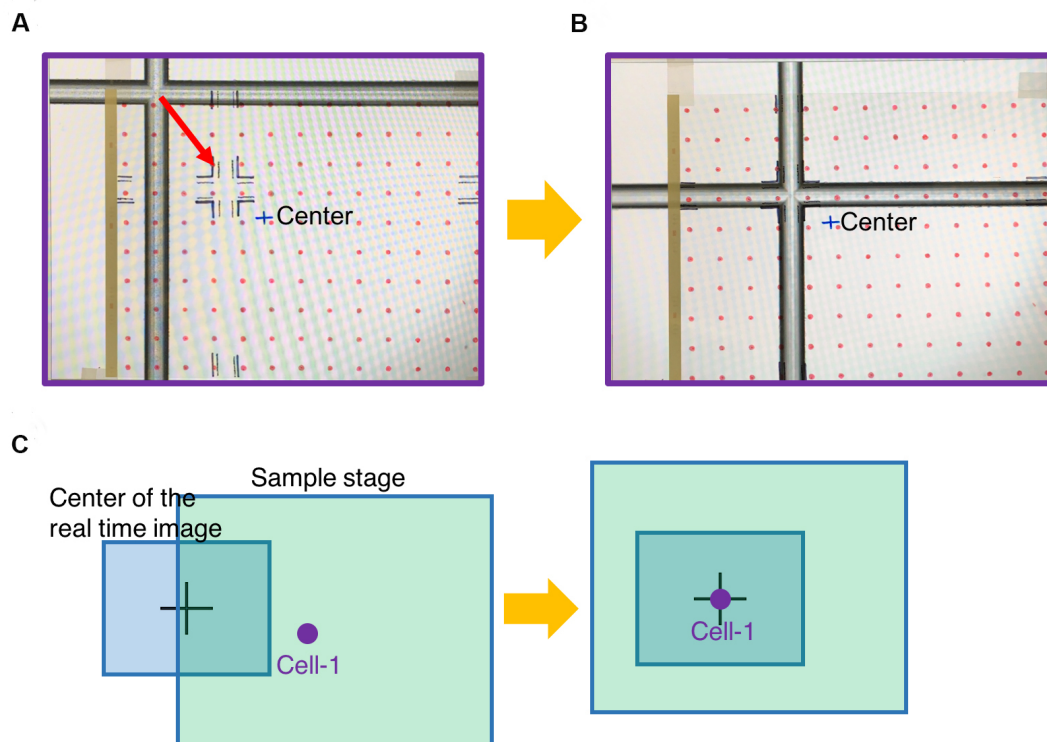 A
B
Center
Center
C
Sample stage
Center of the
real time image
Cell-1
Cell-1